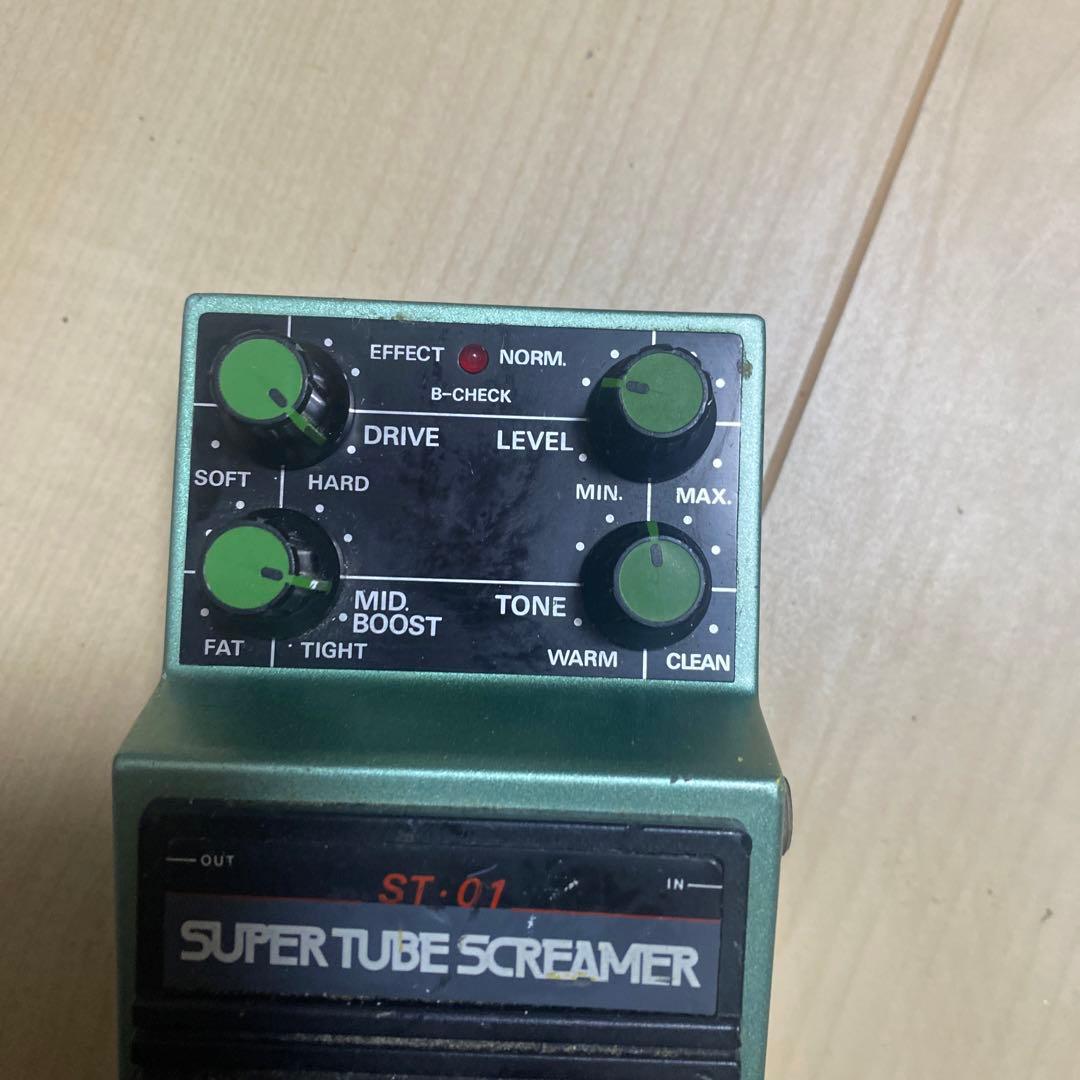 EFFECT NORM.
B-CHECK
DRIVE LEVEL
SOFT HARD MIN. MAX.
MID. BOOST TONE
FAT TIGHT WARM CLEAN
OUT IN
ST·01
SUPER TUBE SCREAMER